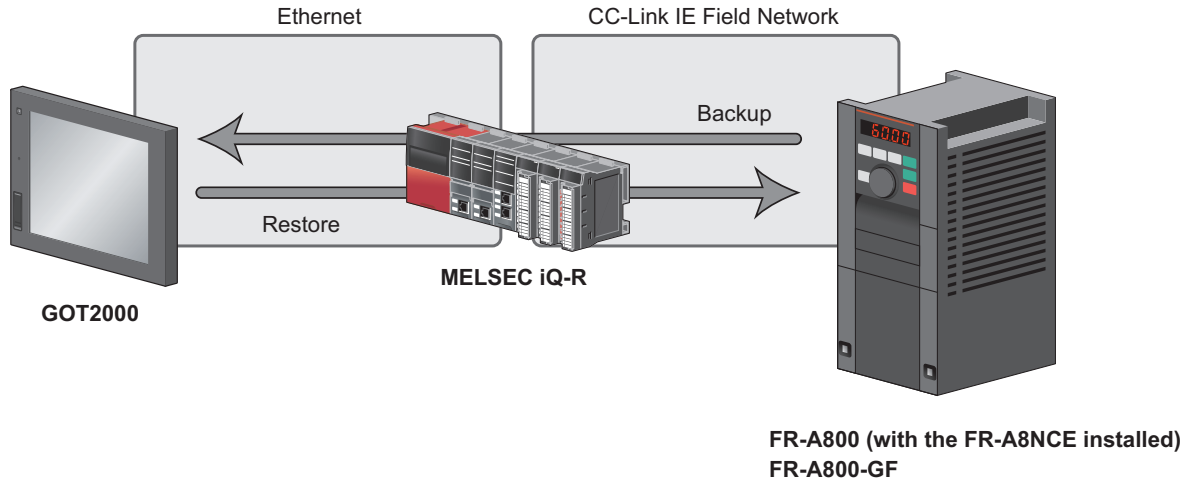 Ethernet
CC-Link IE Field Network
Backup
6000
Restore
MELSEC iQ-R
GOT2000
FR-A800 (with the FR-A8NCE installed)
FR-A800-GF